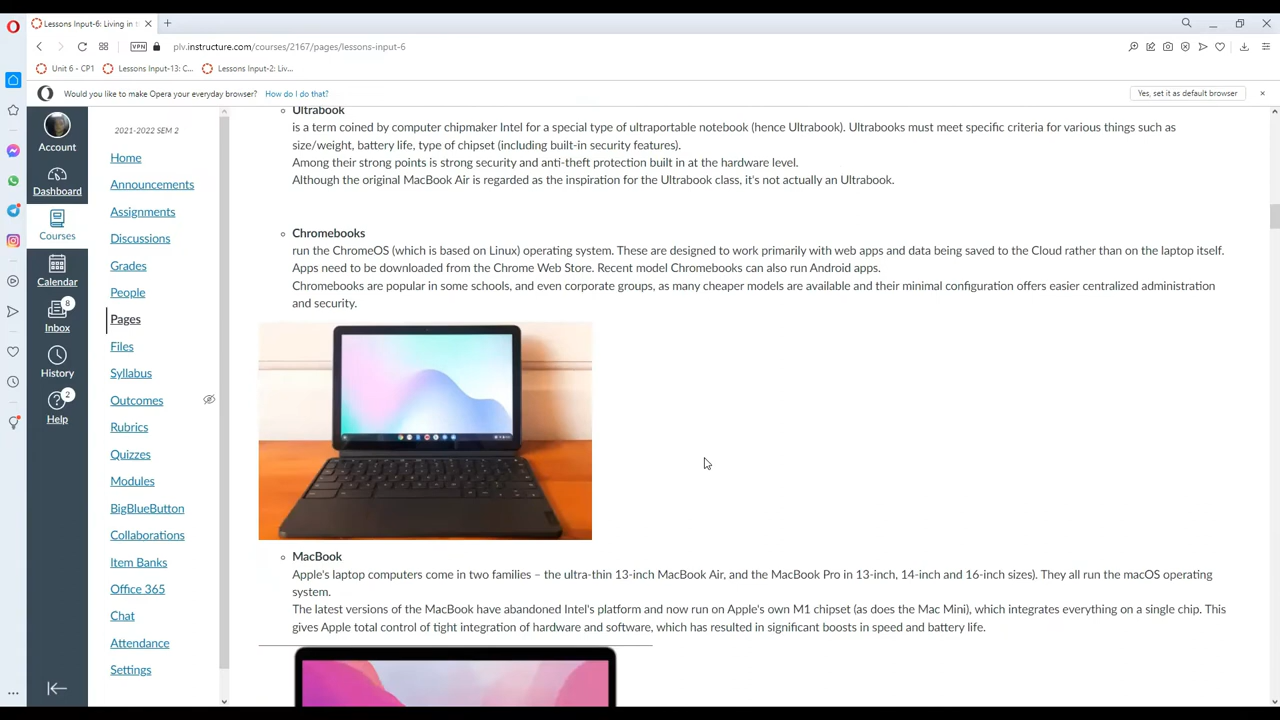 Lessons Input-6: Living in t
plv.instructure.com/courses/2167/pages/lessons-input-6
VPN
Unit 6 - CP1
Lessons Input-13: C...
Lessons Input-2: Liv...
Would you like to make Opera your everyday browser?
How do I do that?
Yes, set it as default browser
Account
Dashboard
Courses
Calendar
8
Inbox
History
2
Help
2021-2022 SEM 2
Home
Announcements
Assignments
Discussions
Grades
People
Pages
Files
Syllabus
Outcomes
Rubrics
Quizzes
Modules
BigBlueButton
Collaborations
Item Banks
Office 365
Chat
Attendance
Settings
Ultrabook
is a term coined by computer chipmaker Intel for a special type of ultraportable notebook (hence Ultrabook). Ultrabooks must meet specific criteria for various things such as
size/weight, battery life, type of chipset (including built-in security features).
Among their strong points is strong security and anti-theft protection built in at the hardware level.
Although the original MacBook Air is regarded as the inspiration for the Ultrabook class, it's not actually an Ultrabook.
Chromebooks
run the ChromeOS (which is based on Linux) operating system. These are designed to work primarily with web apps and data being saved to the Cloud rather than on the laptop itself.
Apps need to be downloaded from the Chrome Web Store. Recent model Chromebooks can also run Android apps.
Chromebooks are popular in some schools, and even corporate groups, as many cheaper models are available and their minimal configuration offers easier centralized administration
and security.
MacBook
Apple's laptop computers come in two families – the ultra-thin 13-inch MacBook Air, and the MacBook Pro in 13-inch, 14-inch and 16-inch sizes). They all run the macOS operating
system.
The latest versions of the MacBook have abandoned Intel's platform and now run on Apple's own M1 chipset (as does the Mac Mini), which integrates everything on a single chip. This
gives Apple total control of tight integration of hardware and software, which has resulted in significant boosts in speed and battery life.